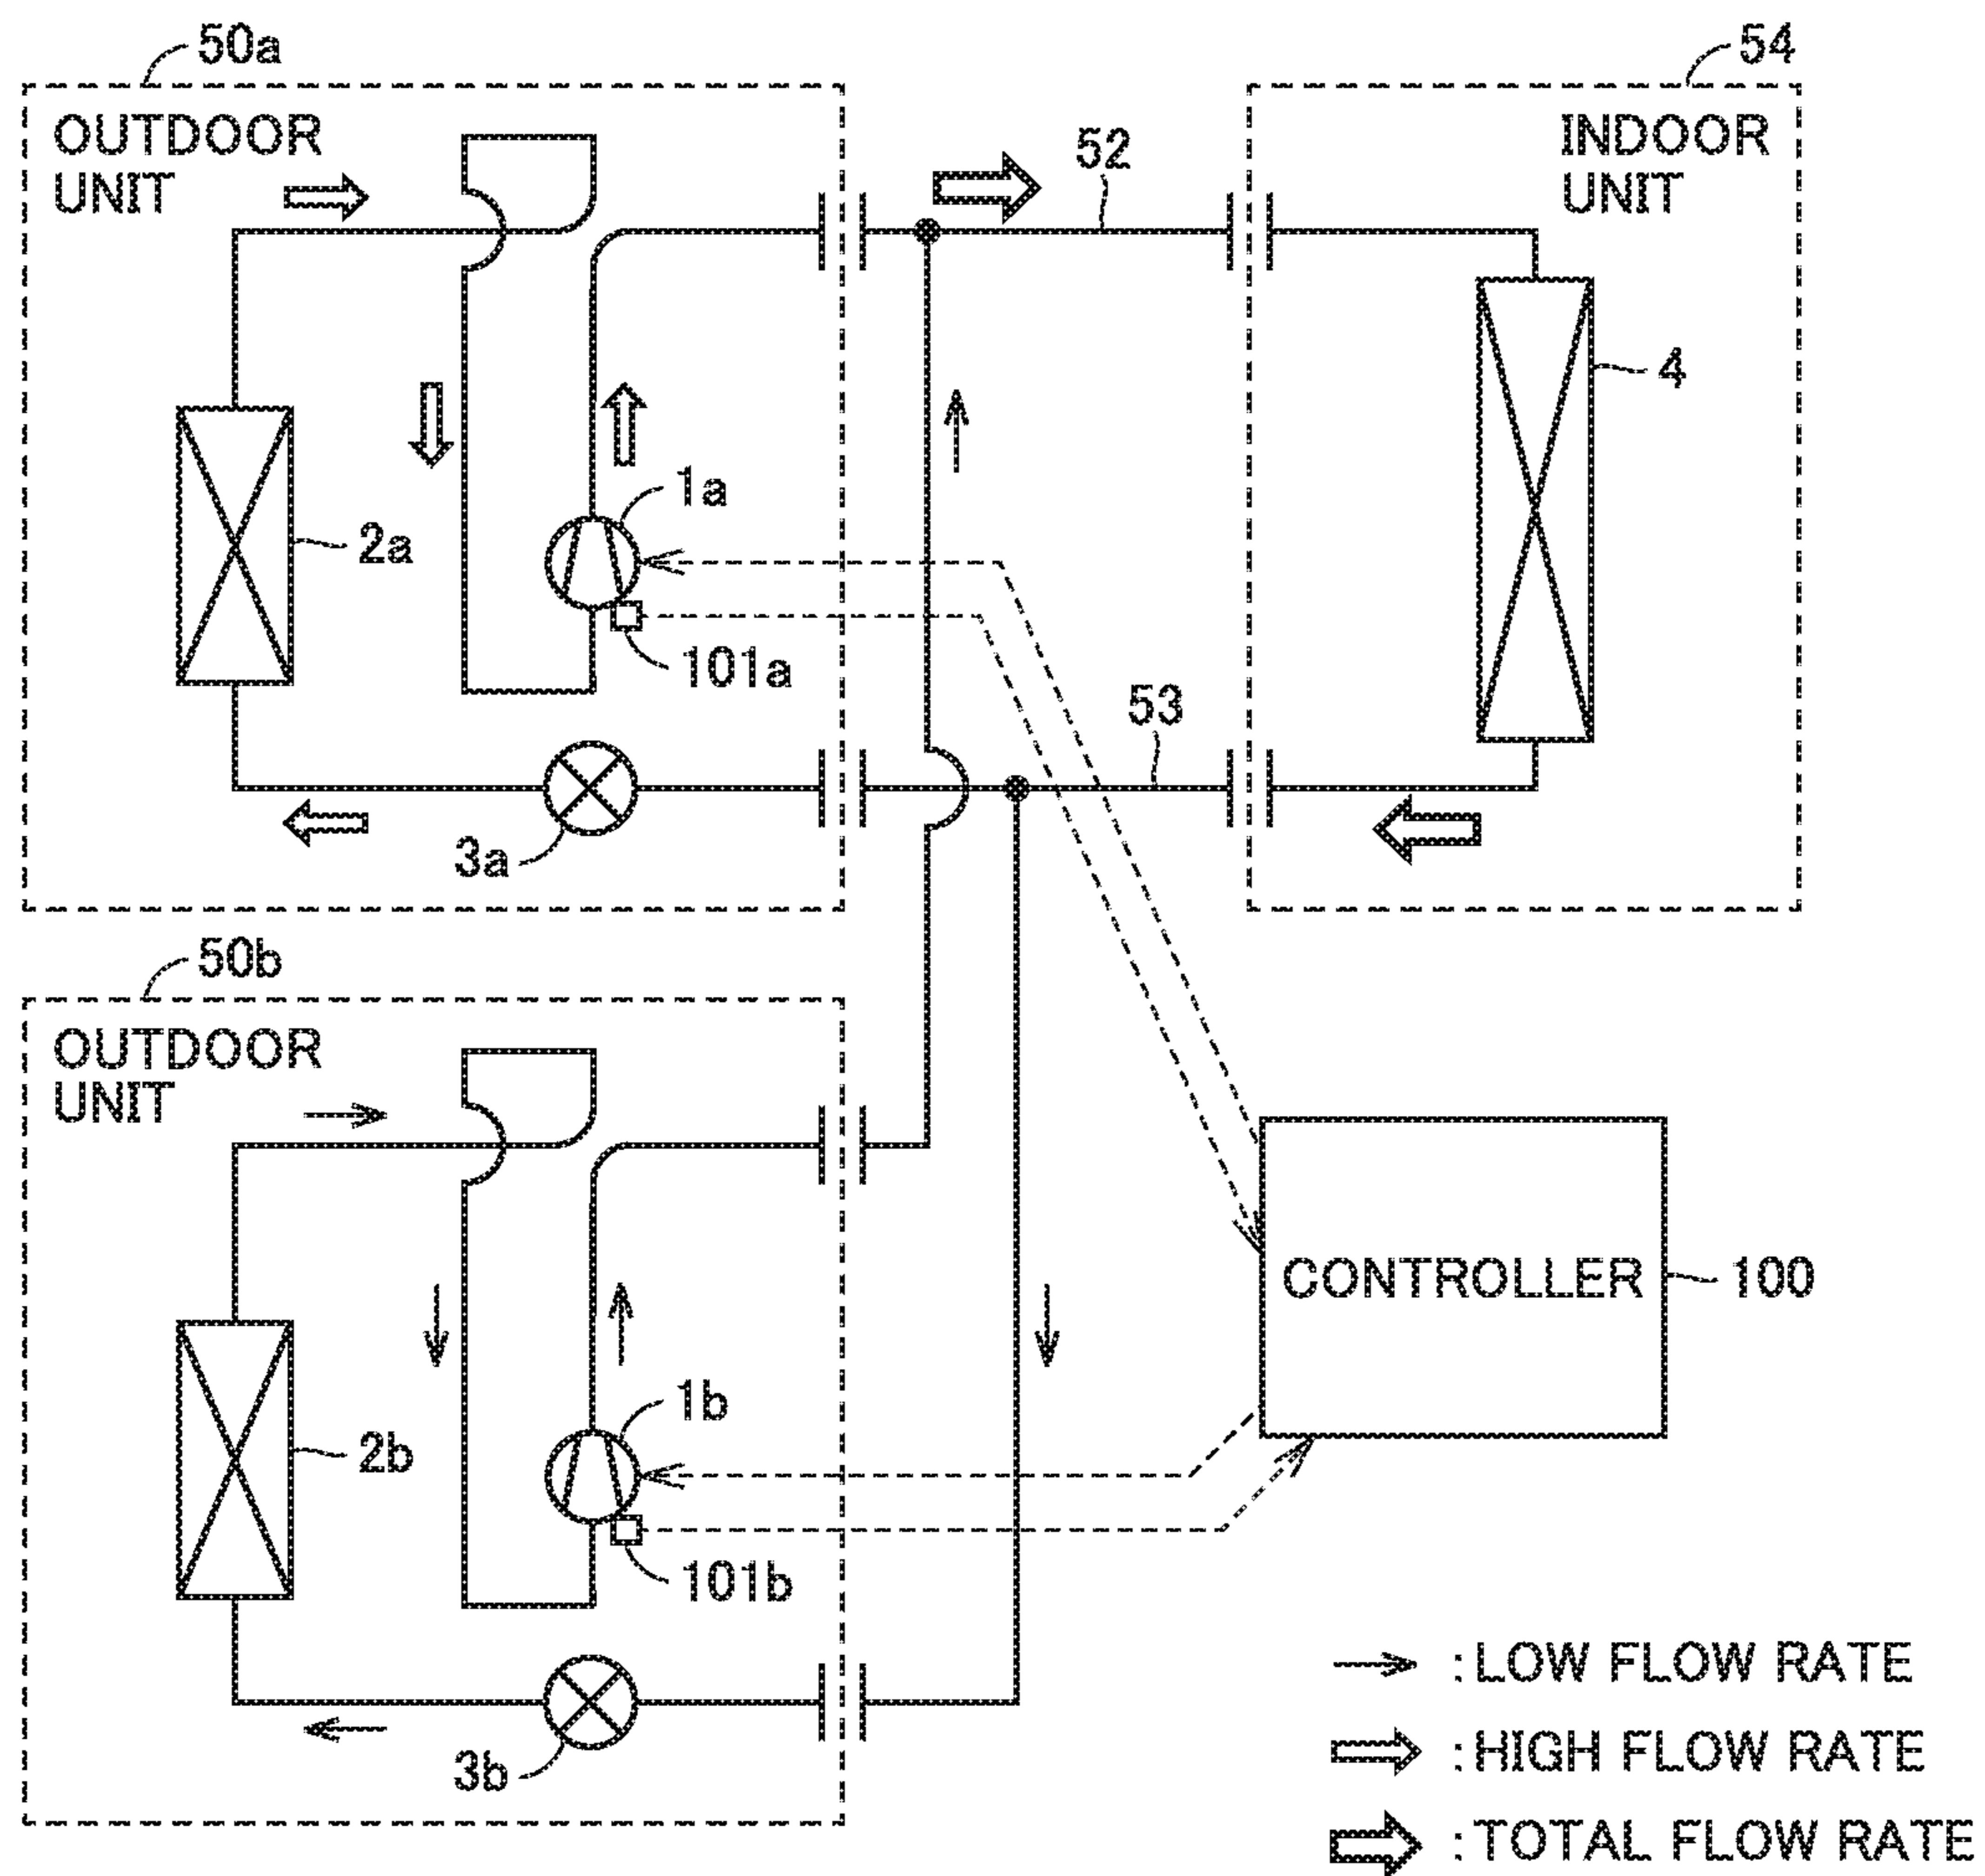 50a
54
OUTDOOR
UNIT
INDOOR
UNIT
52
4
1a
2a
101a
53
3a
50b
OUTDOOR
UNIT
CONTROLLER
100
1b
2b
101b
3b
:LOW FLOW RATE
:HIGH FLOW RATE
:TOTAL FLOW RATE